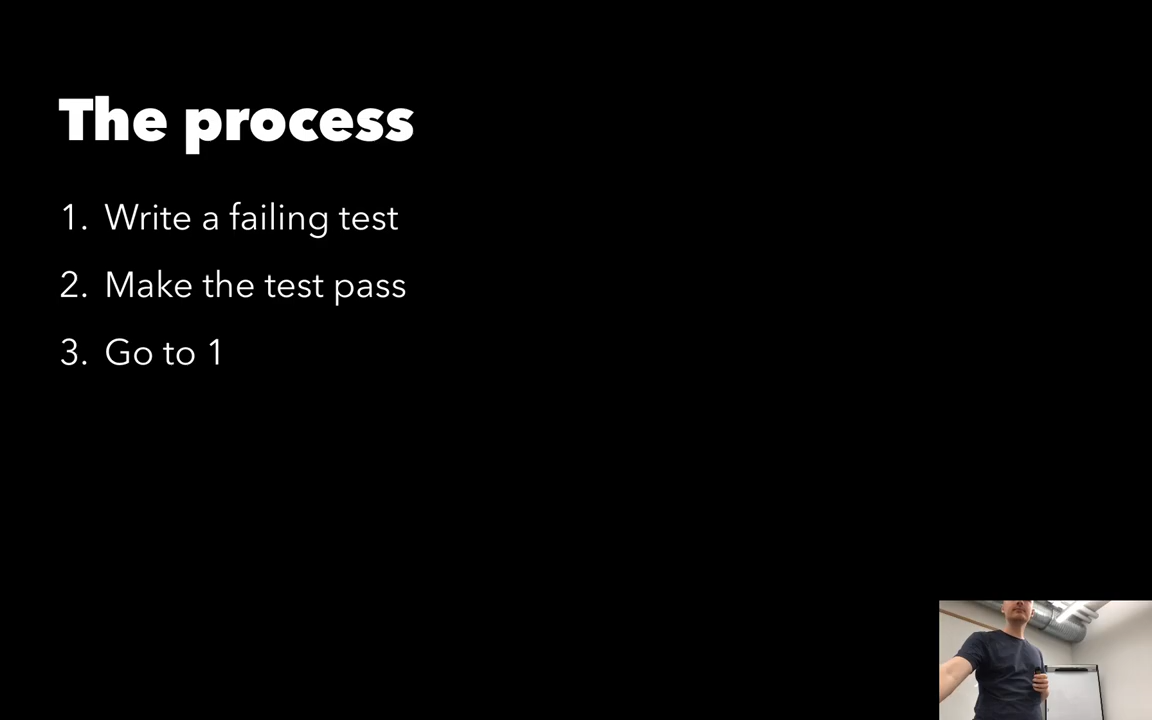 The process
1. Write a failing test
2. Make the test pass
3. Go to 1